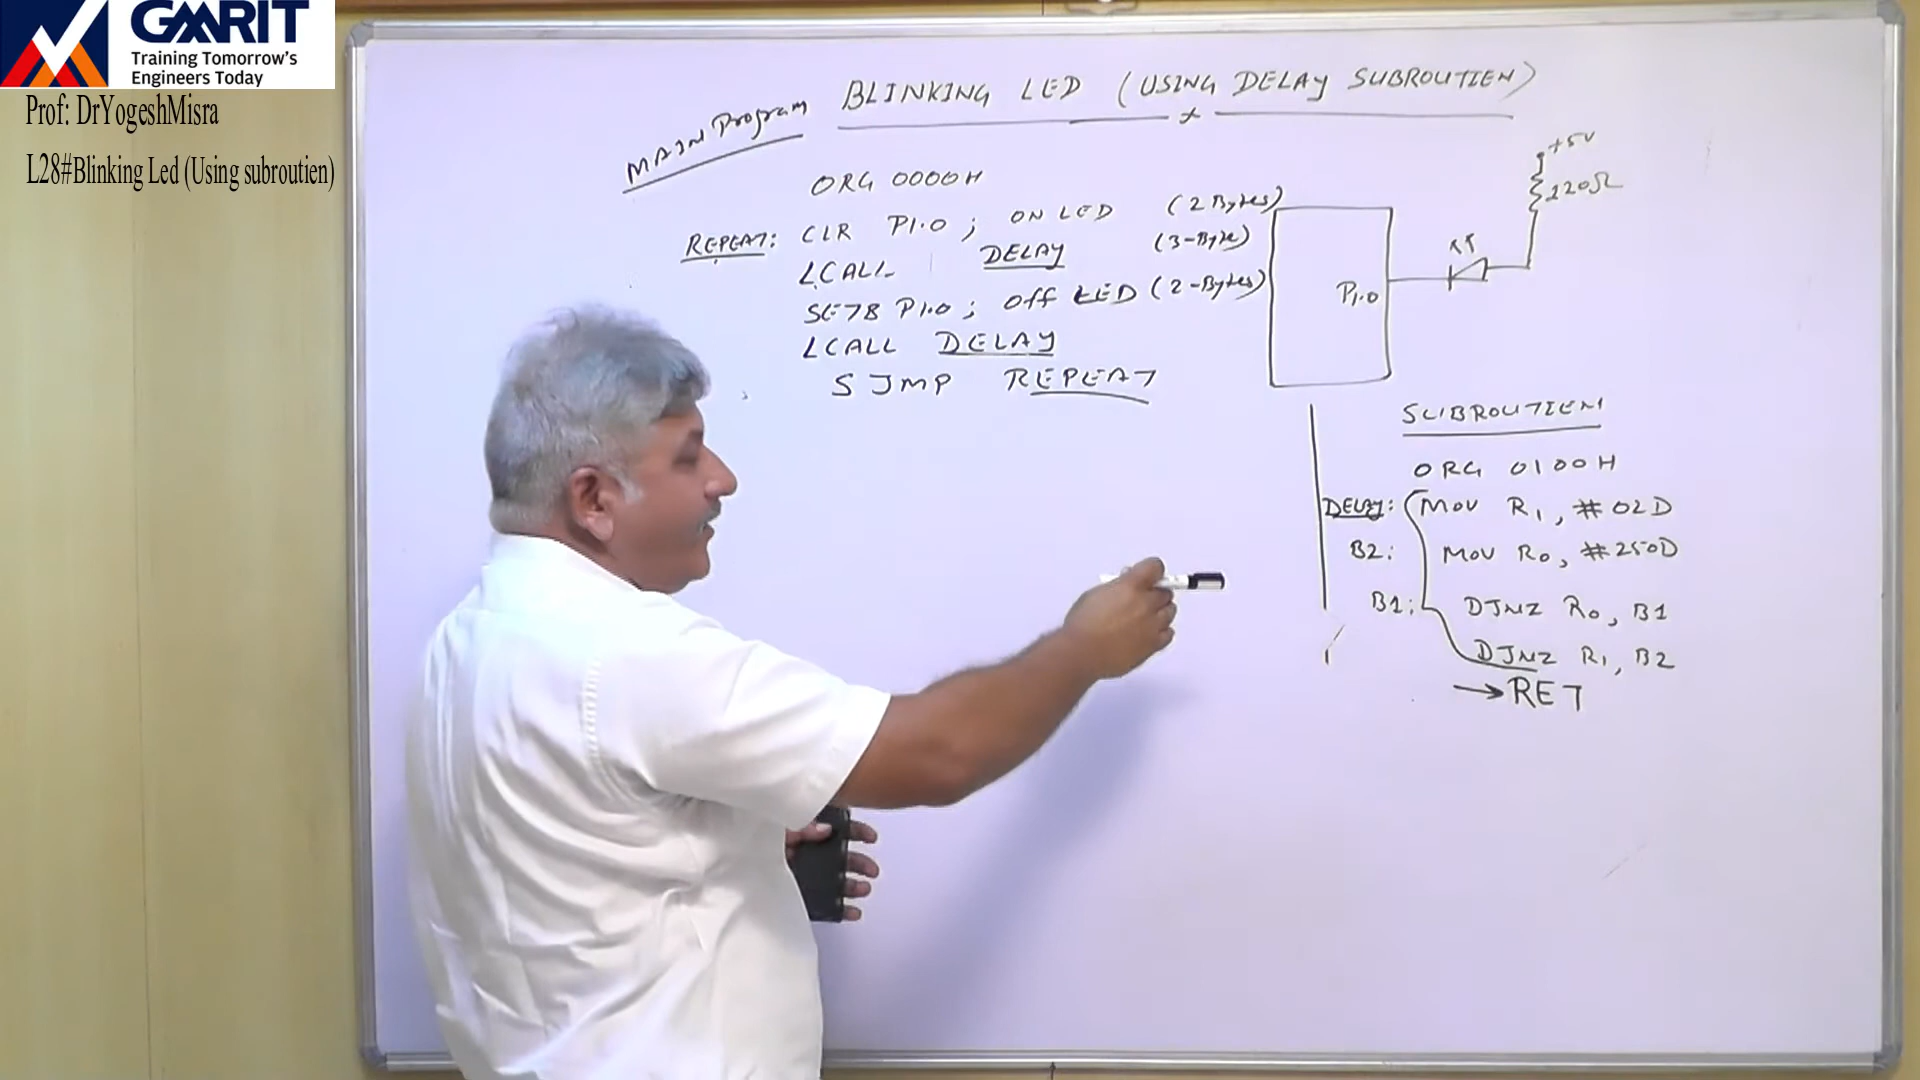 GMRIT
Training Tomorrow's
Engineers Today
Prof: DrYogeshMisra
L28#Blinking Led (Using subroutien)
MAIN Program
BLINKING LED (USING DELAY SUBROUTIEN)
ORG 0000H
REPEAT: CLR P1.0 ; ON LED (2 Bytes)
LCALL DELAY (3-Byte)
SETB P1.0 ; Off LED (2-Bytes)
LCALL DELAY
SJMP REPEAT
+5V
220Ω
P1.0
SUBROUTIEN
ORG 0100H
DELAY: MOV R1, #02D
B2: MOV R0, #250D
B1: DJNZ R0, B1
DJNZ R1, B2
→RET